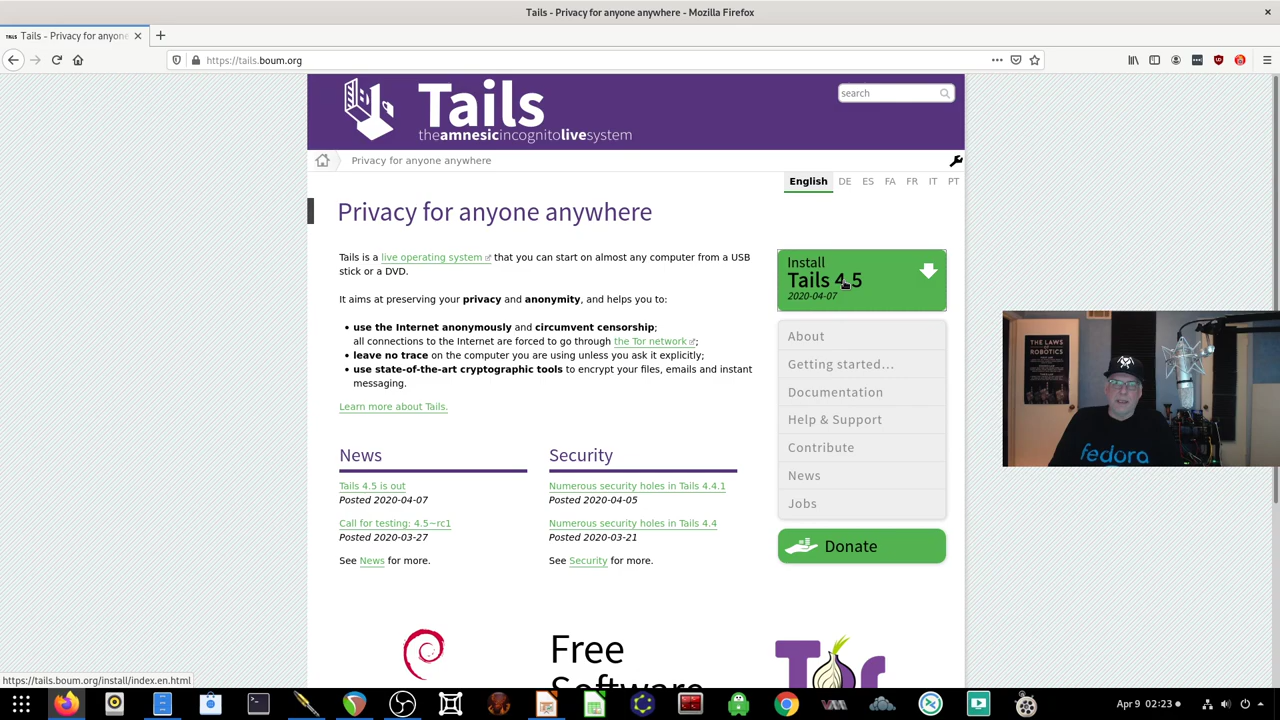 Tails - Privacy for anyone anywhere - Mozilla Firefox
Tails - Privacy for anyone
https://tails.boum.org
Tails
theamnesicincognitolivesystem
search
Privacy for anyone anywhere
English DE ES FA FR IT PT
Privacy for anyone anywhere
Tails is a live operating system that you can start on almost any computer from a USB
stick or a DVD.
It aims at preserving your privacy and anonymity, and helps you to:
• use the Internet anonymously and circumvent censorship;
all connections to the Internet are forced to go through the Tor network;
• leave no trace on the computer you are using unless you ask it explicitly;
• use state-of-the-art cryptographic tools to encrypt your files, emails and instant
messaging.
Learn more about Tails.
Install
Tails 4.5
2020-04-07
About
Getting started…
Documentation
Help & Support
Contribute
News
Jobs
Donate
News
Tails 4.5 is out
Posted 2020-04-07
Call for testing: 4.5~rc1
Posted 2020-03-27
See News for more.
Security
Numerous security holes in Tails 4.4.1
Posted 2020-04-05
Numerous security holes in Tails 4.4
Posted 2020-03-21
See Security for more.
THE LAWS
OF
ROBOTICS
fedora
Free
Software
Tor
https://tails.boum.org/install/index.en.html
Apr 9 02:23